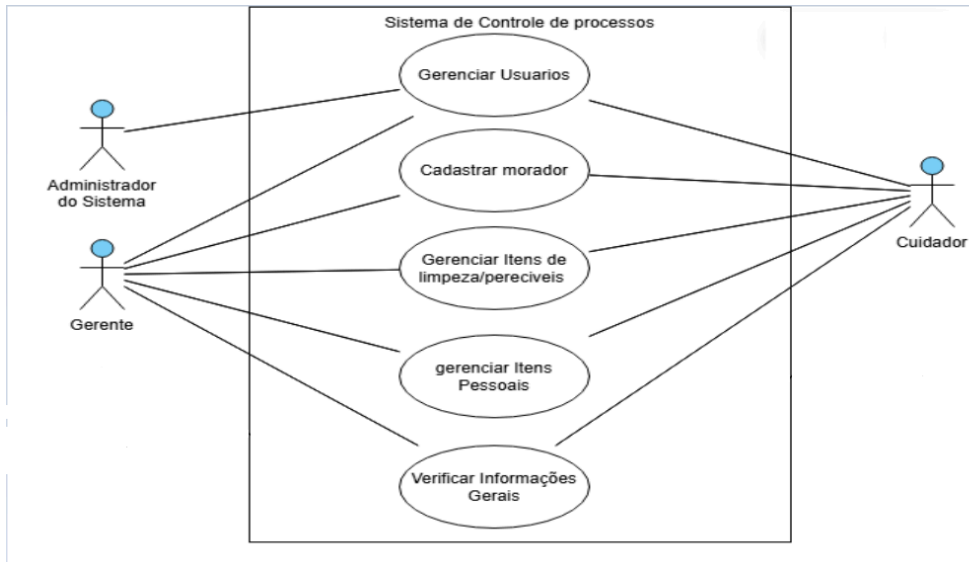 Sistema de Controle de processos
Gerenciar Usuarios
Cadastrar morador
Administrador
do Sistema
Cuidador
Gerenciar Itens de
limpeza/pereciveis
Gerente
gerenciar Itens
Pessoais
Verificar Informações
Gerais